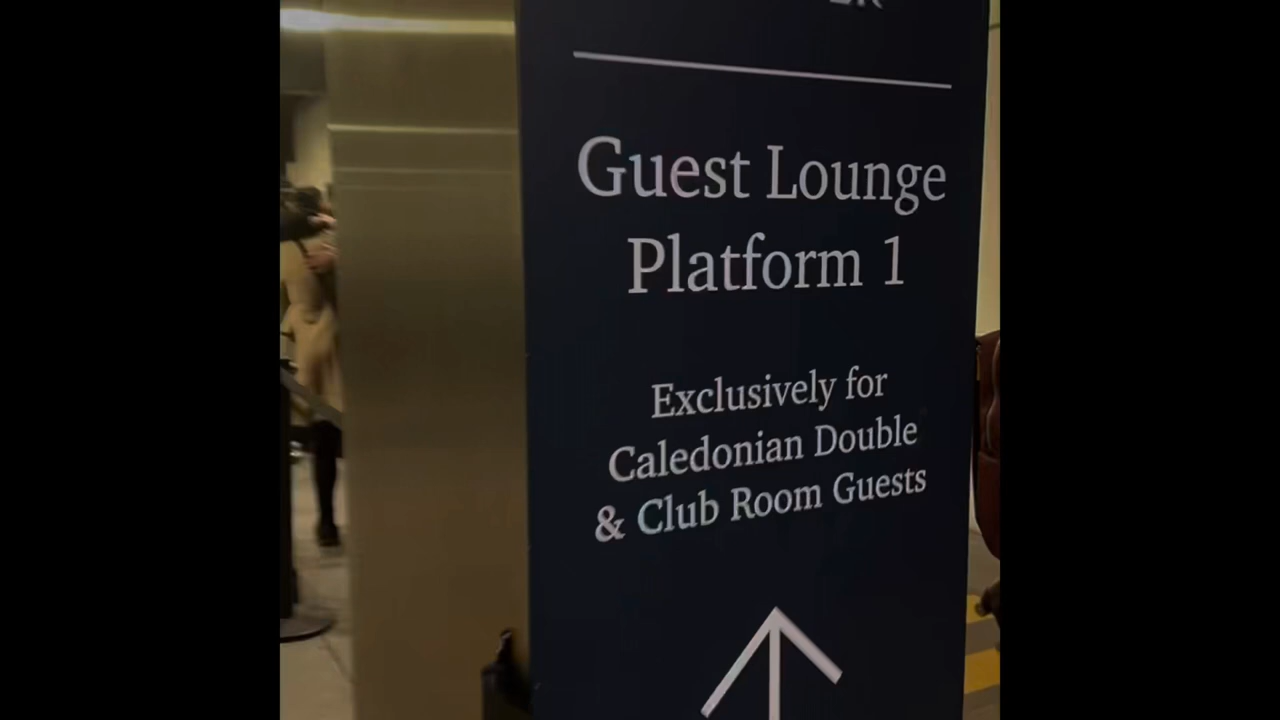 Guest Lounge
Platform 1
Exclusively for
Caledonian Double
& Club Room Guests